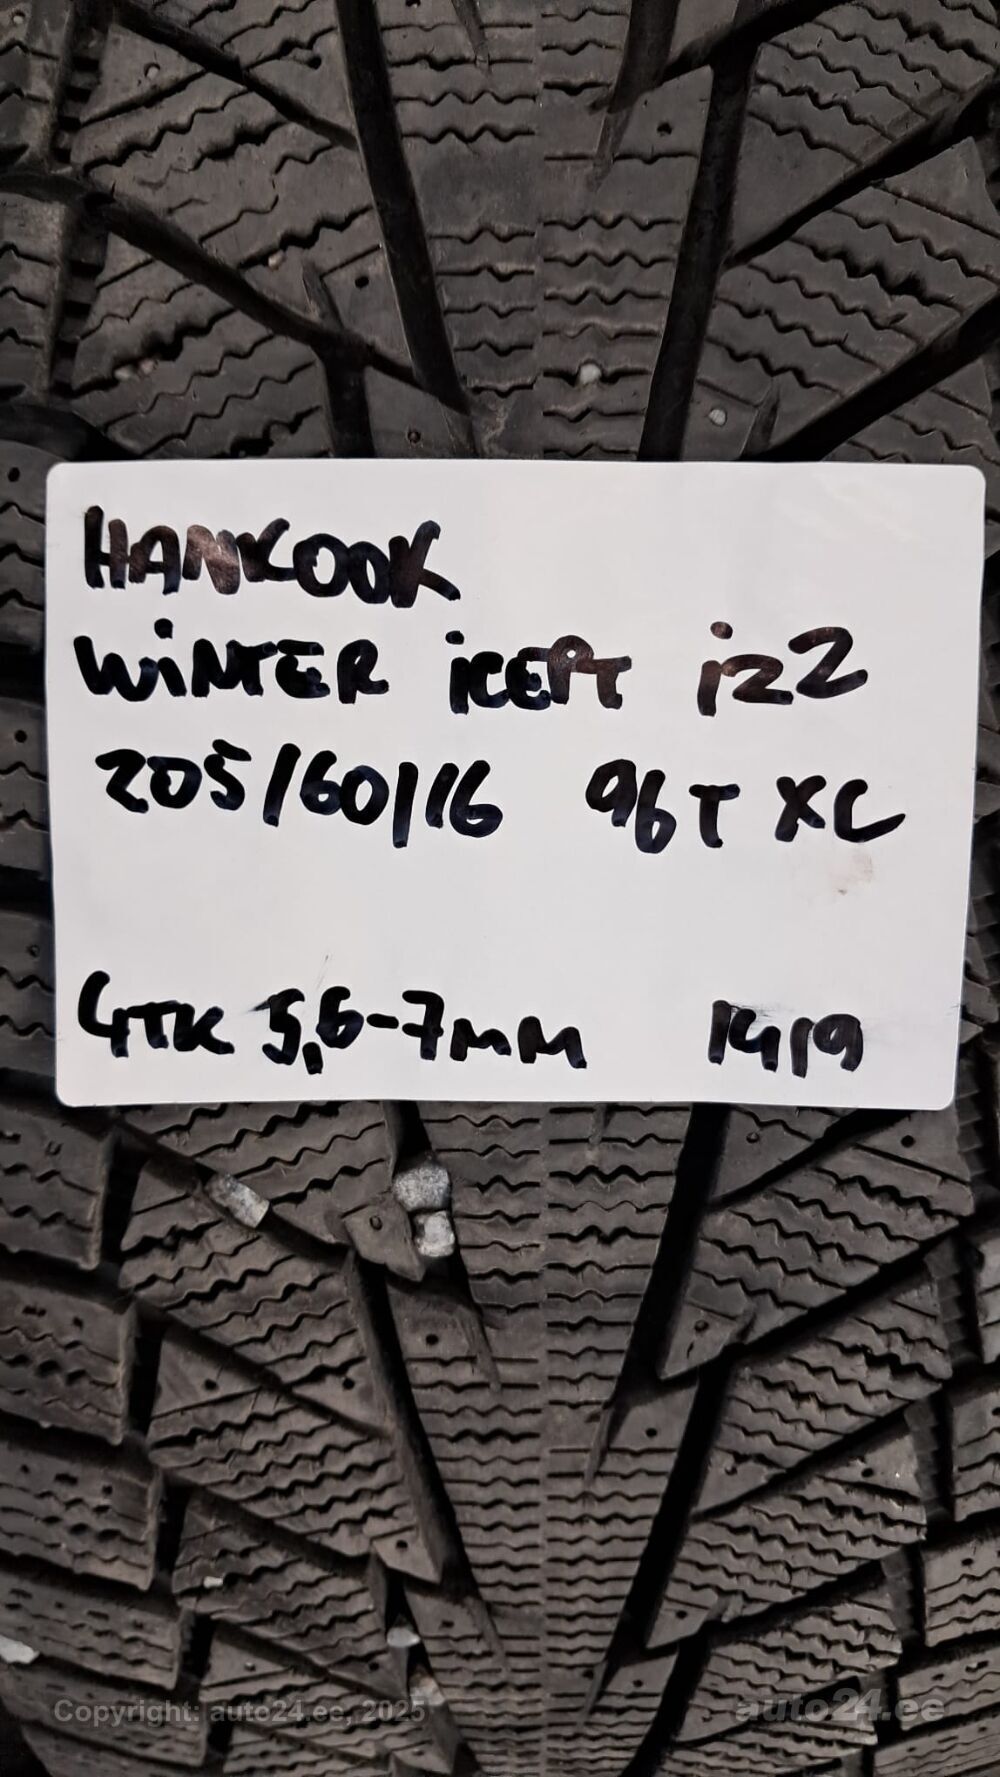 HANKOOK
WiNTER iCEPT iZ2
205/60/16 96T XL
4TK 5,6-7mm 1419
Copyright: auto24.ee, 2025
auto24.ee